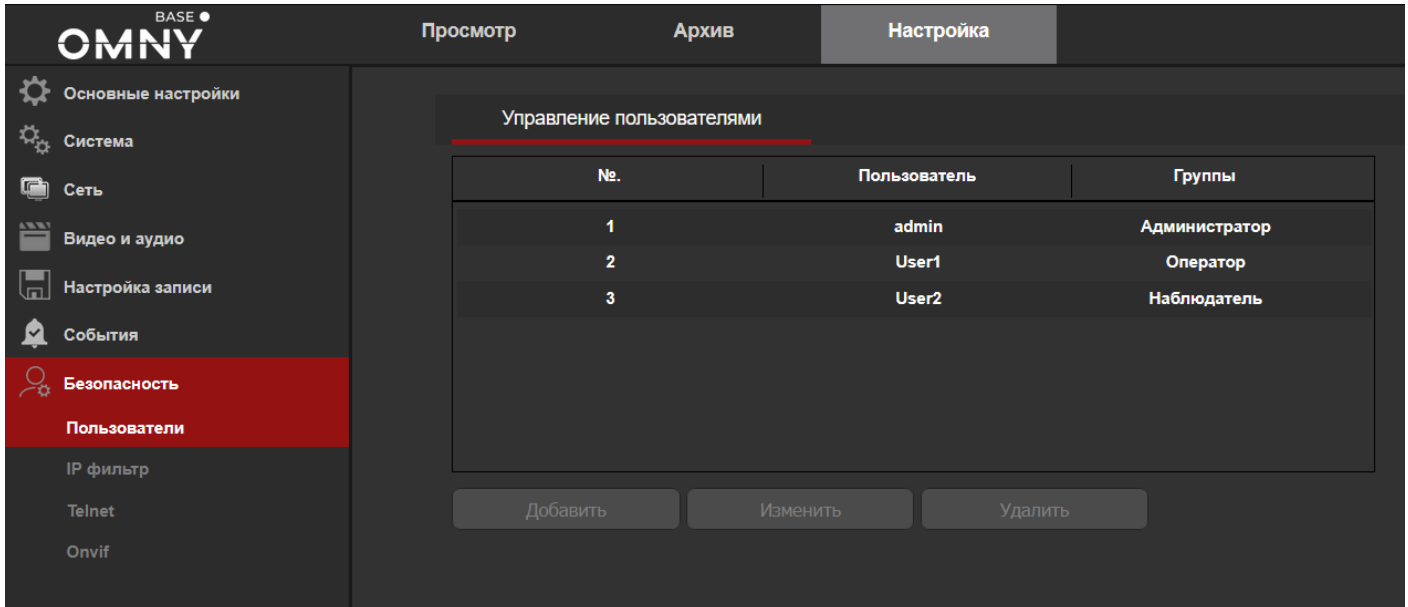 BASE
OMNY
Просмотр Архив Настройка
Основные настройки
Система
Сеть
Видео и аудио
Настройка записи
События
Безопасность
Пользователи
IP фильтр
Telnet
Onvif
Управление пользователями
№. Пользователь Группы
1 admin Администратор
2 User1 Оператор
3 User2 Наблюдатель
Добавить Изменить Удалить